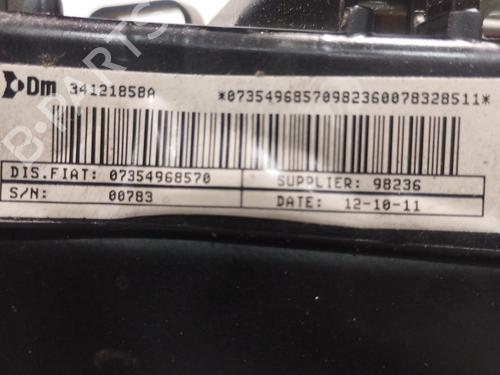 Dm 34121858A *07354968570982360078328511*
DIS.FIAT: 07354968570 SUPPLIER: 98236
S/N: 00783 DATE: 12-10-11
B-PARTS